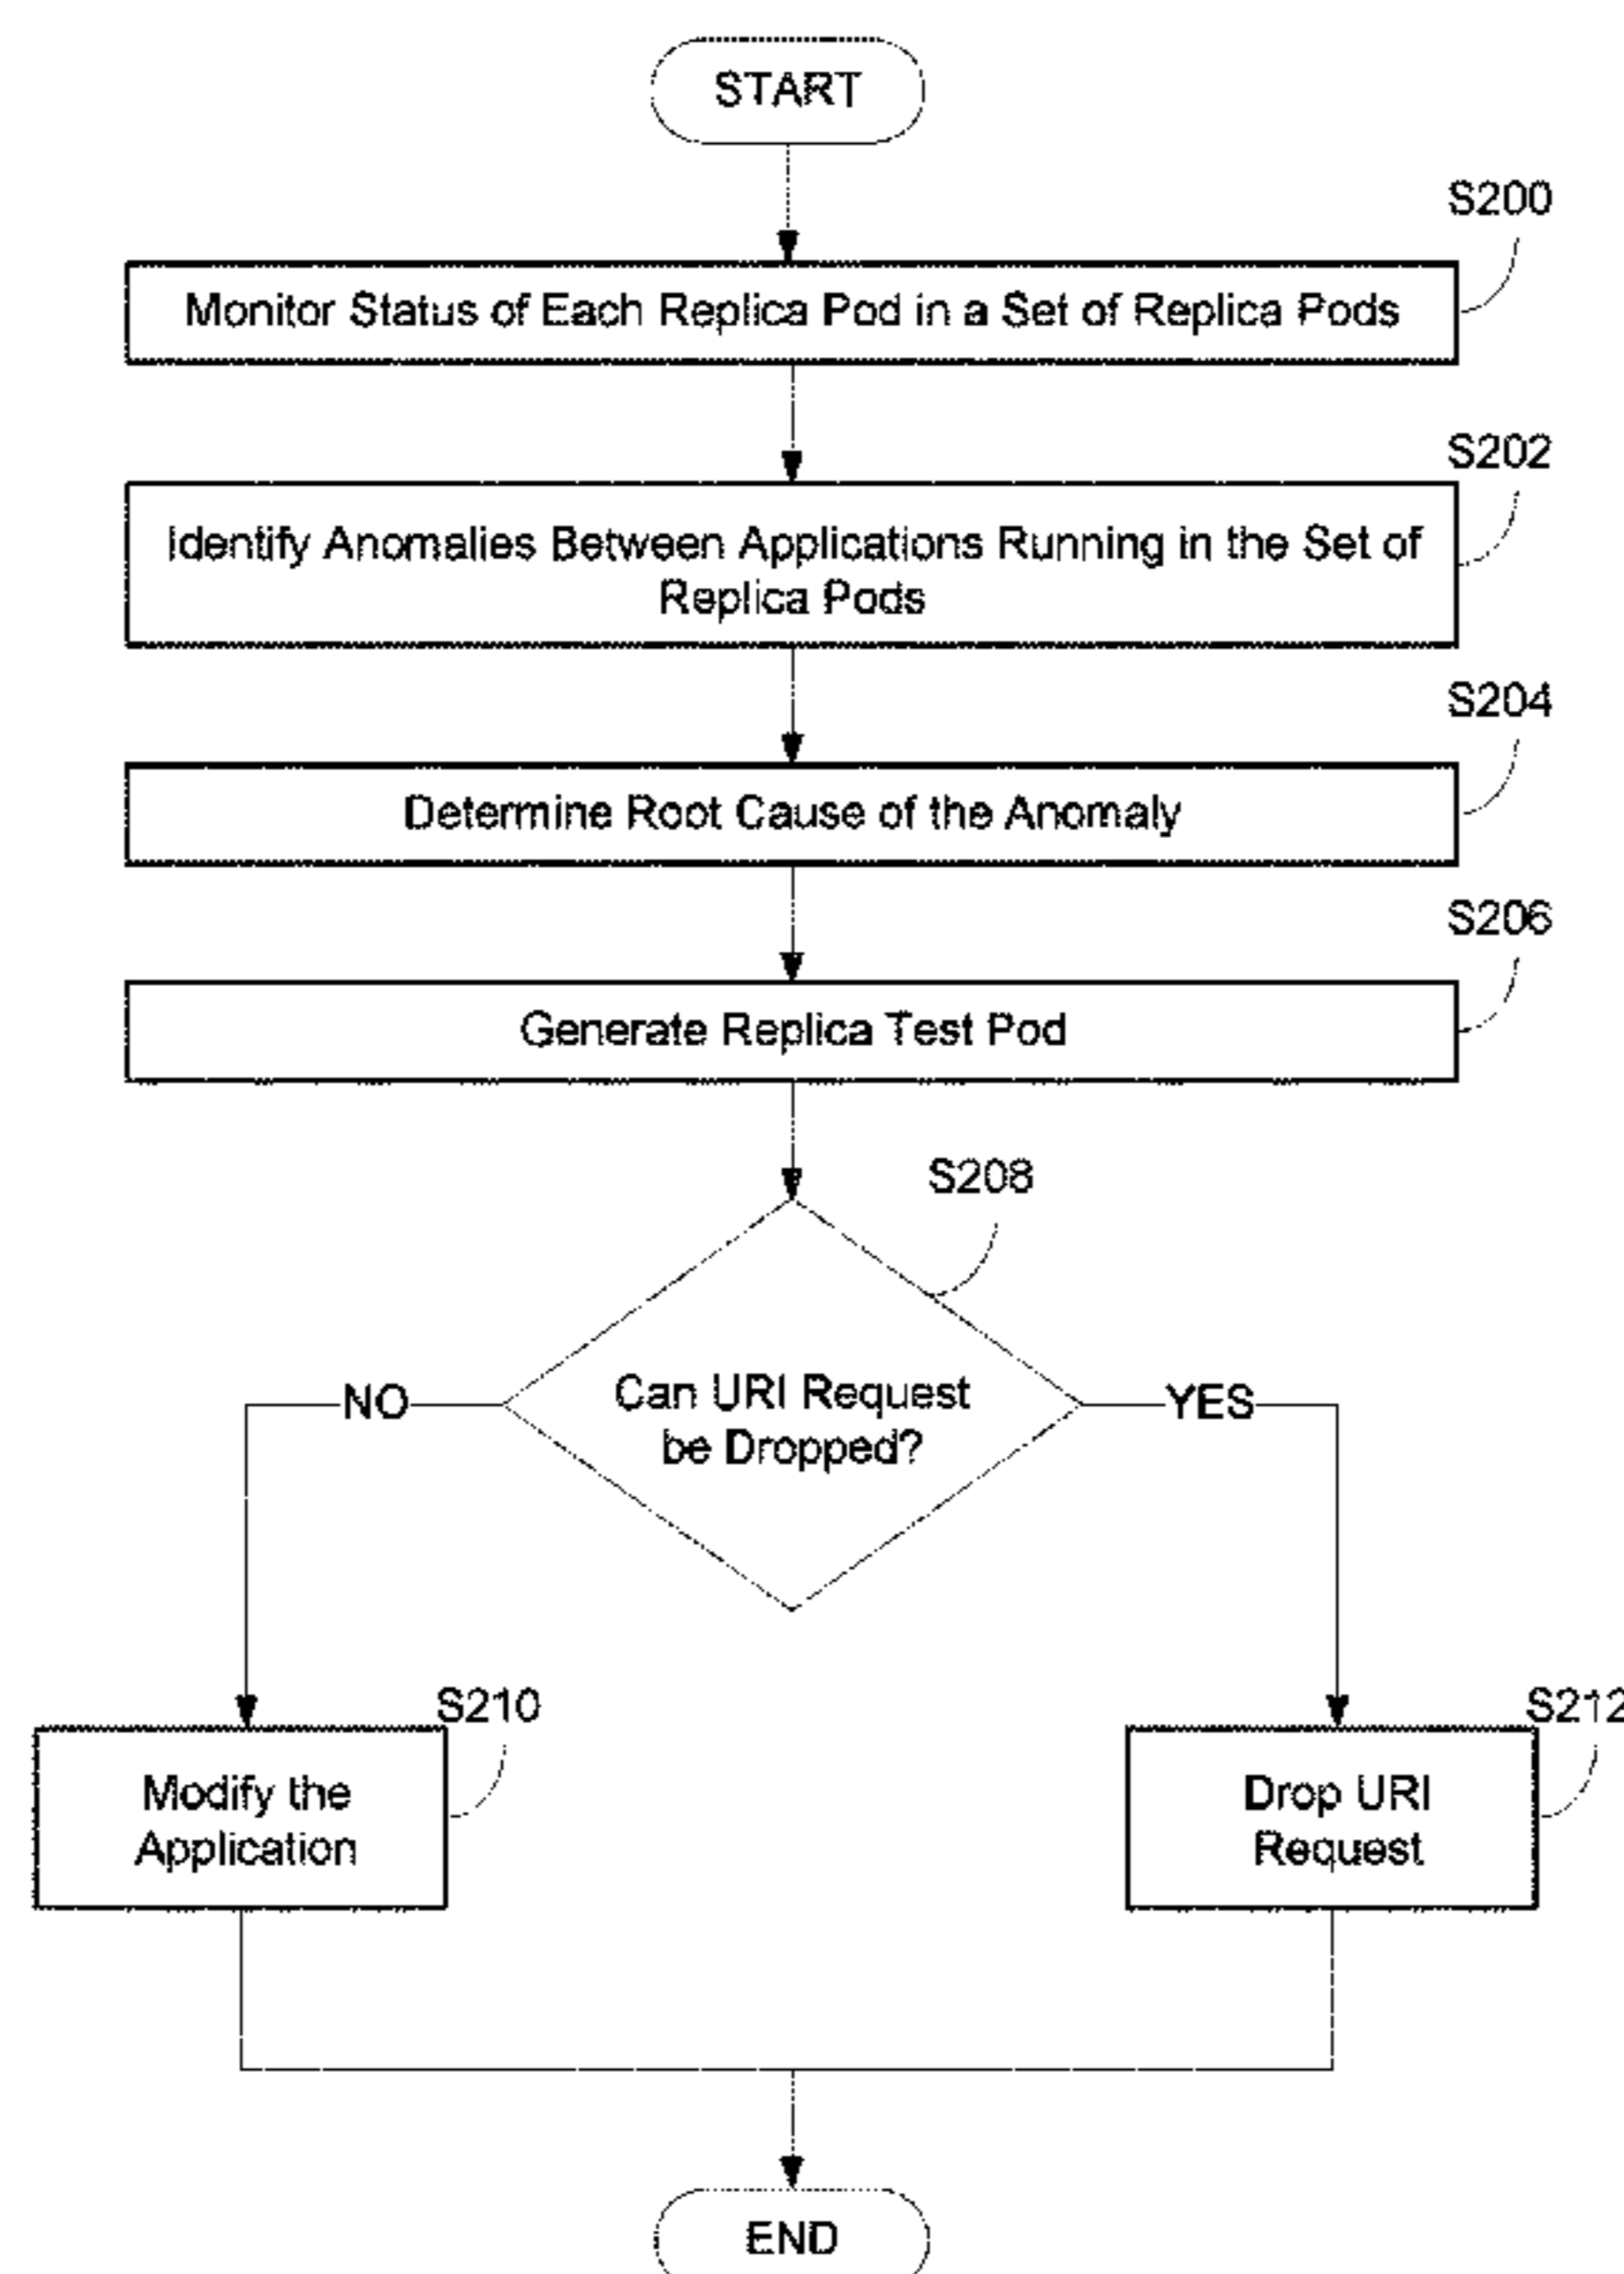 START
S200
Monitor Status of Each Replica Pod in a Set of Replica Pods
S202
Identify Anomalies Between Applications Running in the Set of
Replica Pods
S204
Determine Root Cause of the Anomaly
S206
Generate Replica Test Pod
S208
Can URI Request
be Dropped?
NO
YES
S210
Modify the
Application
S212
Drop URI
Request
END